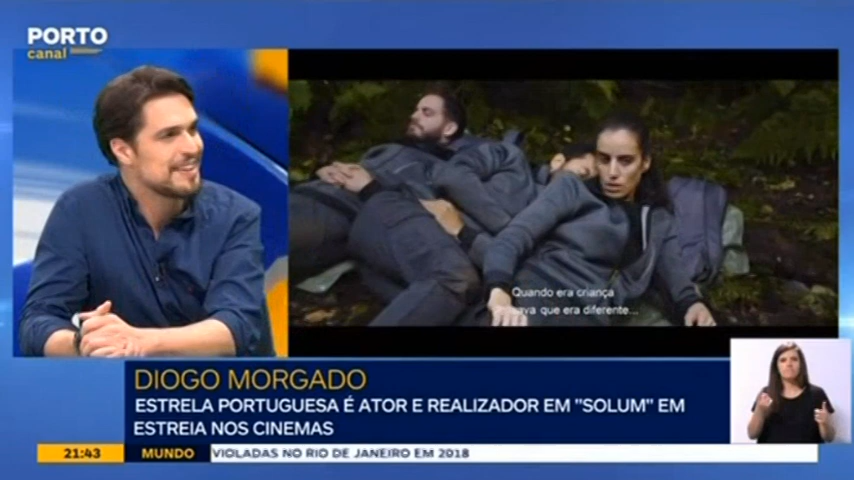 PORTO
canal
Quando era criança
ava que era diferente...
DIOGO MORGADO
ESTRELA PORTUGUESA É ATOR E REALIZADOR EM "SOLUM" EM
ESTREIA NOS CINEMAS
21:43
MUNDO
VIOLADAS NO RIO DE JANEIRO EM 2018